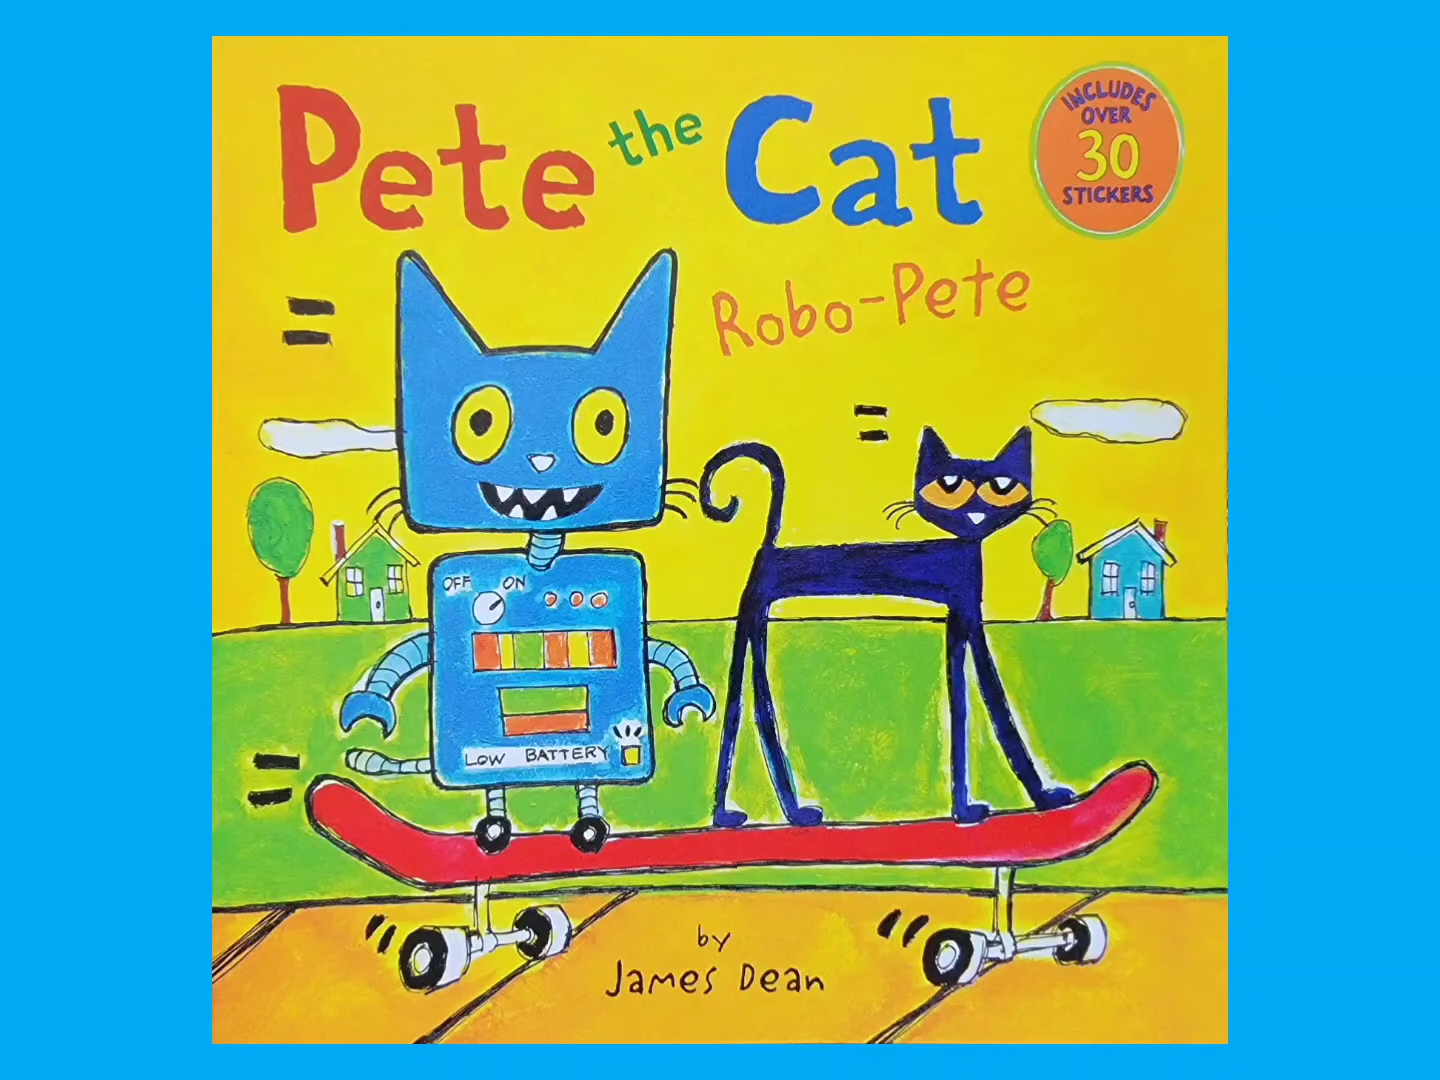 Pete the Cat
INCLUDES
OVER
30
STICKERS
Robo-Pete
OFF ON
LOW BATTERY
by
James Dean